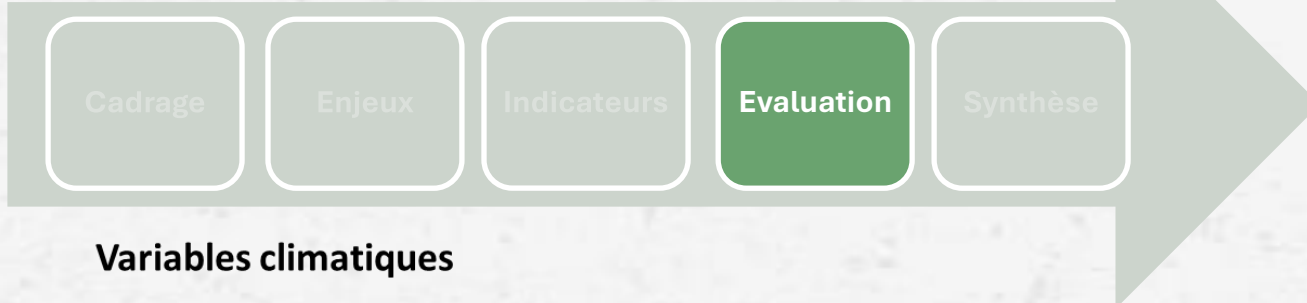 Cadrage
Enjeux
Indicateurs
Evaluation
Synthèse
Variables climatiques